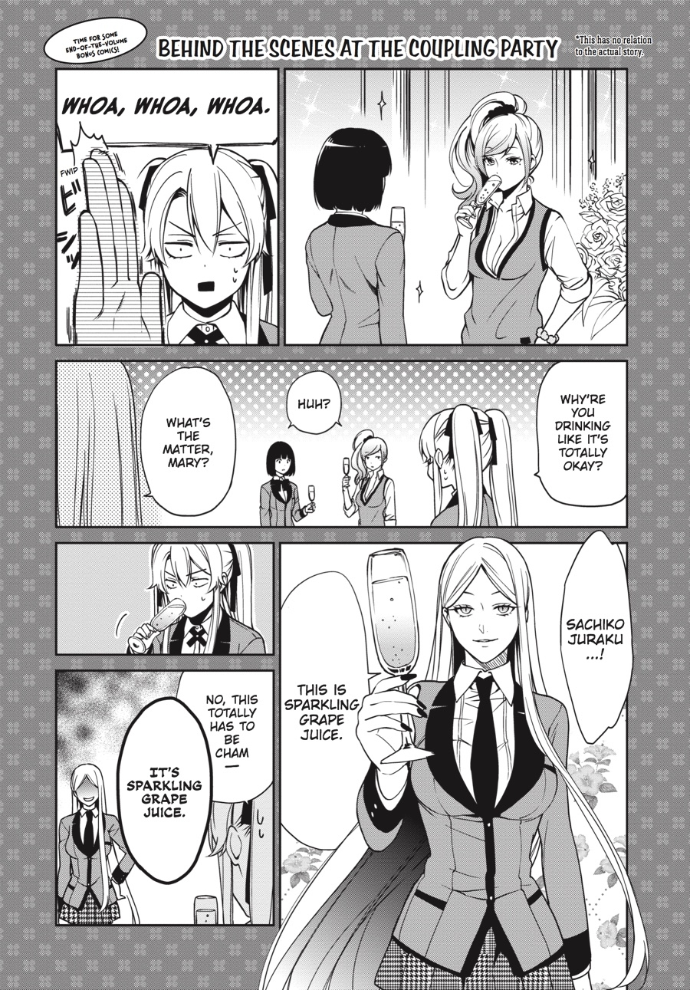 TIME FOR SOME
END-OF-THE-VOLUME
BONUS COMICS!
BEHIND THE SCENES AT THE COUPLING PARTY
*This has no relation
to the actual story.
WHOA, WHOA, WHOA.
FWIP
ビビッ
WHY'RE
YOU
DRINKING
LIKE IT'S
TOTALLY
OKAY?
HUH?
WHAT'S
THE
MATTER,
MARY?
SACHIKO
JURAKU
...!
THIS IS
SPARKLING
GRAPE
JUICE.
NO, THIS
TOTALLY
HAS TO
BE
CHAM
—
IT'S
SPARKLING
GRAPE
JUICE.